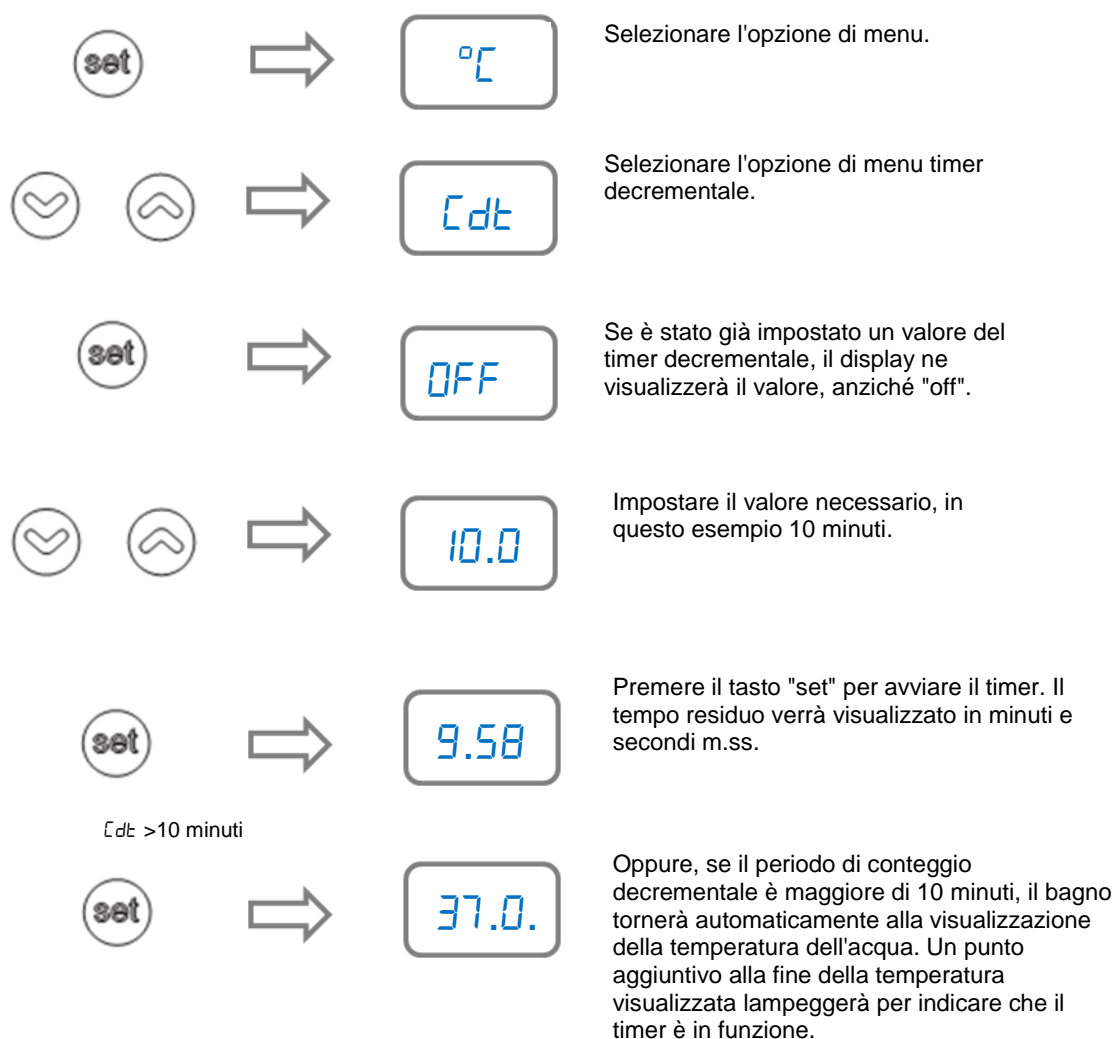 set
°C
Selezionare l'opzione di menu.
Cdt
Selezionare l'opzione di menu timer
decrementale.
set
OFF
Se è stato già impostato un valore del
timer decrementale, il display ne
visualizzerà il valore, anziché "off".
10.0
Impostare il valore necessario, in
questo esempio 10 minuti.
set
9.58
Premere il tasto "set" per avviare il timer. Il
tempo residuo verrà visualizzato in minuti e
secondi m.ss.
Cdt >10 minuti
set
37.0.
Oppure, se il periodo di conteggio
decrementale è maggiore di 10 minuti, il bagno
tornerà automaticamente alla visualizzazione
della temperatura dell'acqua. Un punto
aggiuntivo alla fine della temperatura
visualizzata lampeggerà per indicare che il
timer è in funzione.